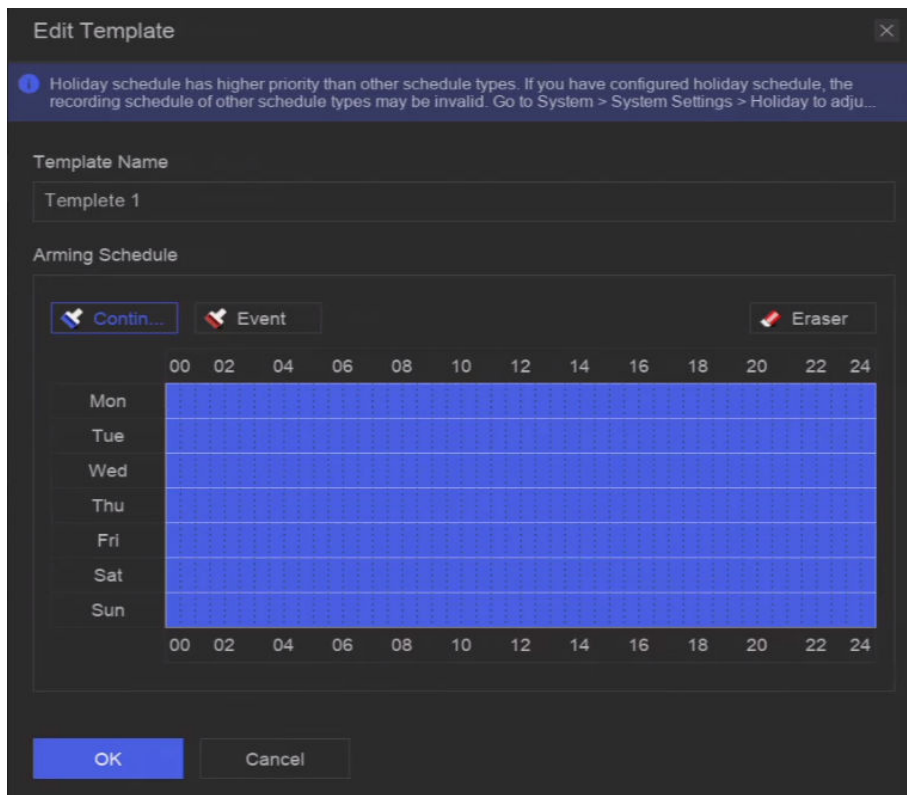 Edit Template
Holiday schedule has higher priority than other schedule types. If you have configured holiday schedule, the
recording schedule of other schedule types may be invalid. Go to System > System Settings > Holiday to adju...
Template Name
Templete 1
Arming Schedule
Contin... Event Eraser
00 02 04 06 08 10 12 14 16 18 20 22 24
Mon
Tue
Wed
Thu
Fri
Sat
Sun
00 02 04 06 08 10 12 14 16 18 20 22 24
OK Cancel